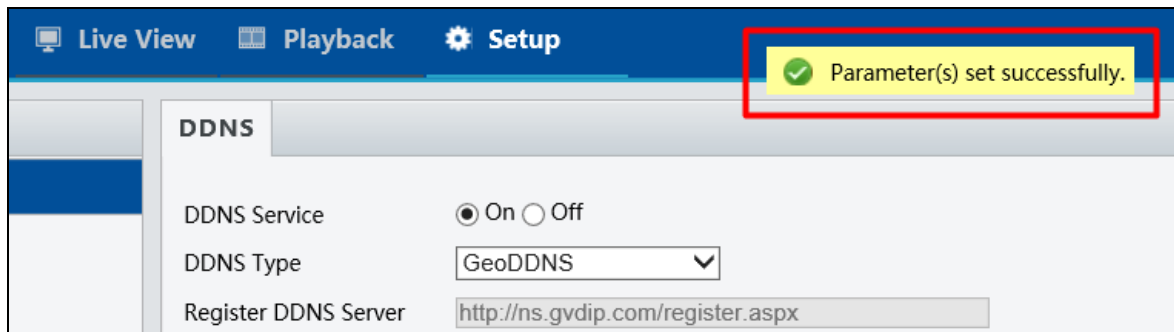 Live View Playback Setup
Parameter(s) set successfully.
DDNS
DDNS Service On Off
DDNS Type GeoDDNS
Register DDNS Server http://ns.gvdip.com/register.aspx